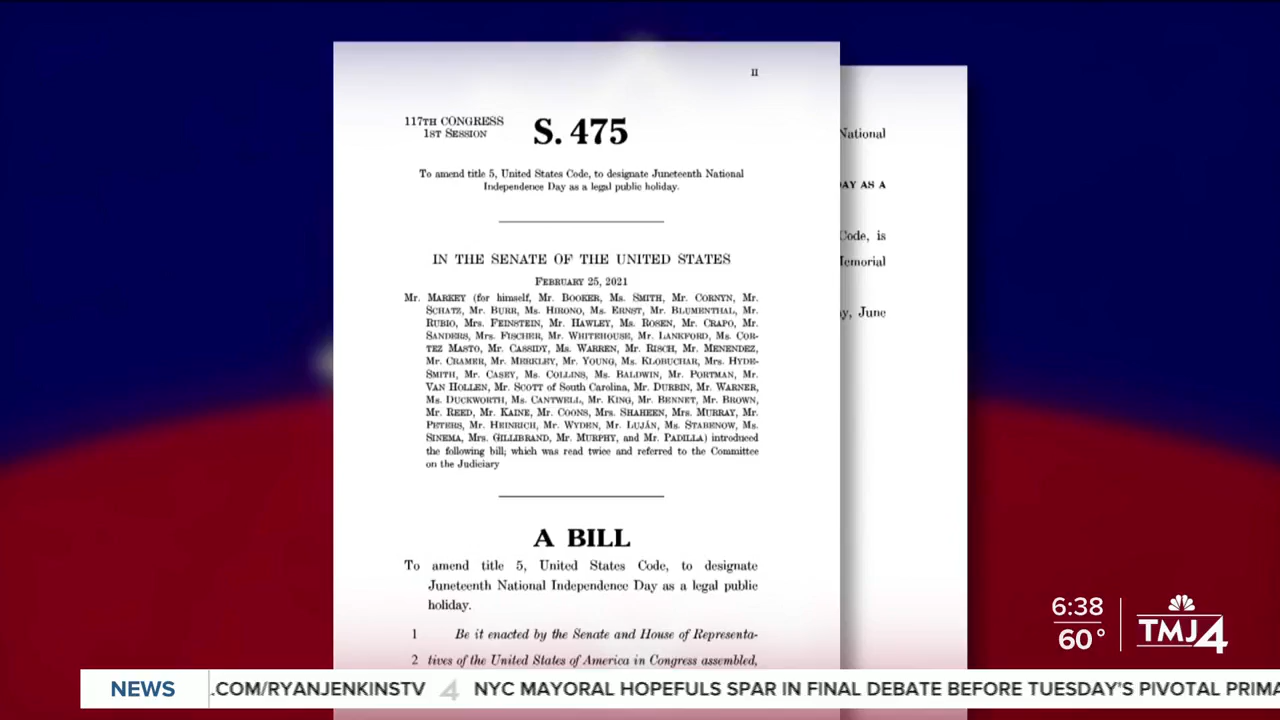 II
117TH CONGRESS
1ST SESSION
S. 475
To amend title 5, United States Code, to designate Juneteenth National
Independence Day as a legal public holiday.
IN THE SENATE OF THE UNITED STATES
FEBRUARY 25, 2021
Mr. MARKEY (for himself, Mr. BOOKER, Ms. SMITH, Mr. CORNYN, Mr.
SCHATZ, Mr. BURR, Ms. HIRONO, Ms. ERNST, Mr. BLUMENTHAL, Mr.
RUBIO, Mrs. FEINSTEIN, Mr. HAWLEY, Ms. ROSEN, Mr. CRAPO, Mr.
SANDERS, Mrs. FISCHER, Mr. WHITEHOUSE, Mr. LANKFORD, Ms. COR-
TEZ MASTO, Mr. CASSIDY, Ms. WARREN, Mr. RISCH, Mr. MENENDEZ,
Mr. CRAMER, Mr. MERKLEY, Mr. YOUNG, Ms. KLOBUCHAR, Mrs. HYDE-
SMITH, Mr. CASEY, Ms. COLLINS, Ms. BALDWIN, Mr. PORTMAN, Mr.
VAN HOLLEN, Mr. SCOTT of South Carolina, Mr. DURBIN, Mr. WARNER,
Ms. DUCKWORTH, Ms. CANTWELL, Mr. KING, Mr. BENNET, Mr. BROWN,
Mr. REED, Mr. KAINE, Mr. COONS, Mrs. SHAHEEN, Mrs. MURRAY, Mr.
PETERS, Mr. HEINRICH, Mr. WYDEN, Mr. LUJÁN, Ms. STABENOW, Ms.
SINEMA, Mrs. GILLIBRAND, Mr. MURPHY, and Mr. PADILLA) introduced
the following bill; which was read twice and referred to the Committee
on the Judiciary
A BILL
To amend title 5, United States Code, to designate
Juneteenth National Independence Day as a legal public
holiday.
1 Be it enacted by the Senate and House of Representa-
2 tives of the United States of America in Congress assembled,
National
AY AS A
Code, is
emorial
y, June
6:38
60°
TMJ4
NEWS
.COM/RYANJENKINSTV 4 NYC MAYORAL HOPEFULS SPAR IN FINAL DEBATE BEFORE TUESDAY'S PIVOTAL PRIMA